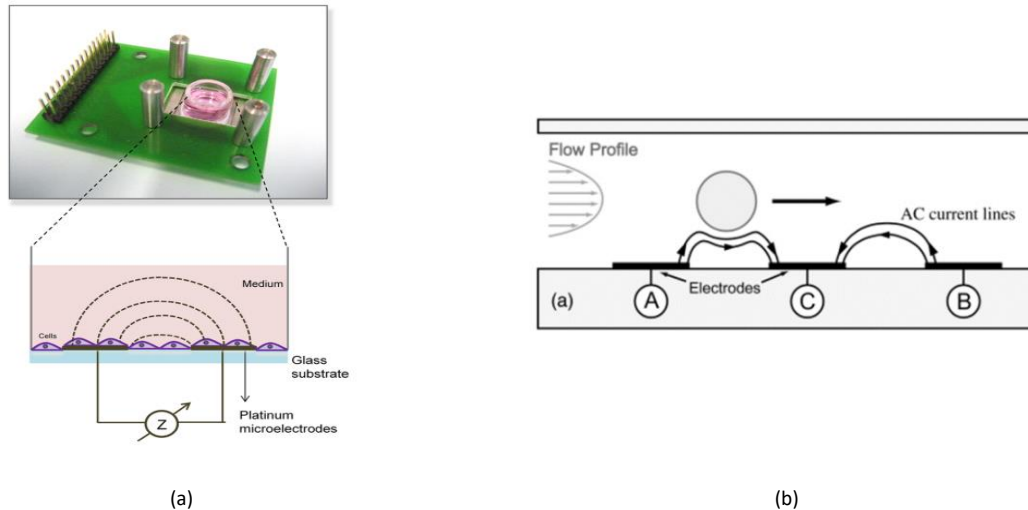 Medium
Cells
Glass
substrate
Z
Platinum
microelectrodes
(a)
Flow Profile
AC current lines
Electrodes
(a)
A
C
B
(b)